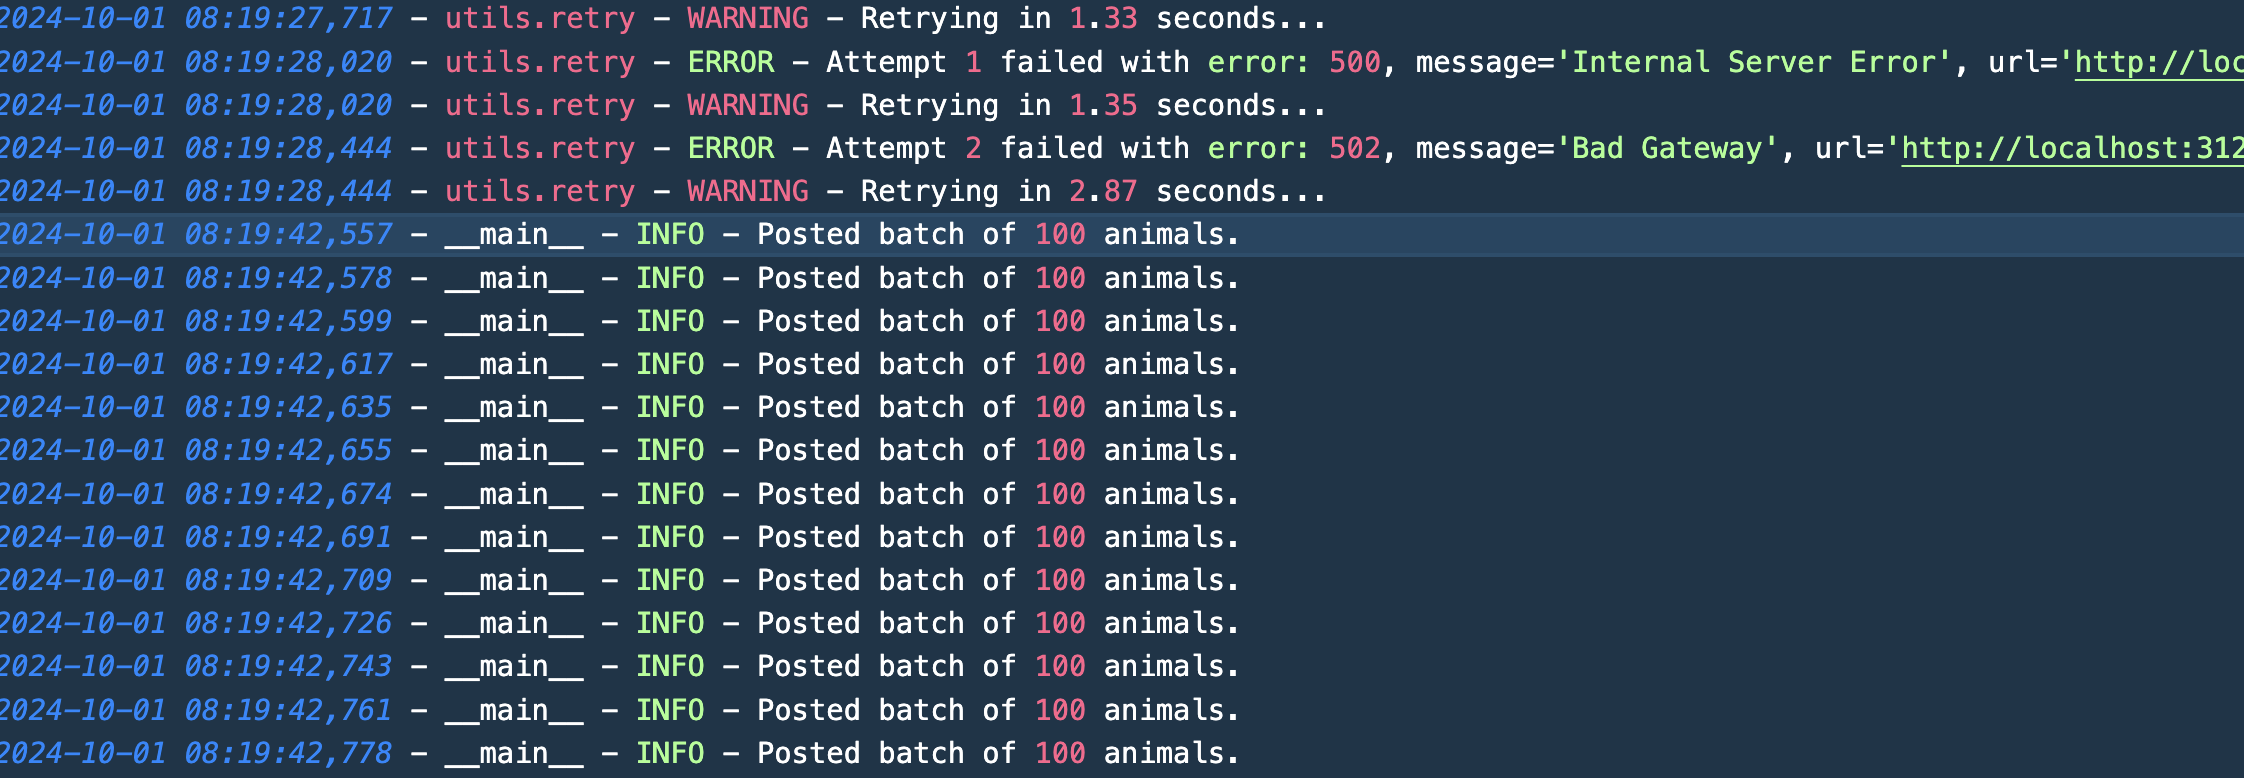 2024-10-01 08:19:27,717 - utils.retry - WARNING - Retrying in 1.33 seconds...
2024-10-01 08:19:28,020 - utils.retry - ERROR - Attempt 1 failed with error: 500, message='Internal Server Error', url='http://loc
2024-10-01 08:19:28,020 - utils.retry - WARNING - Retrying in 1.35 seconds...
2024-10-01 08:19:28,444 - utils.retry - ERROR - Attempt 2 failed with error: 502, message='Bad Gateway', url='http://localhost:312
2024-10-01 08:19:28,444 - utils.retry - WARNING - Retrying in 2.87 seconds...
2024-10-01 08:19:42,557 - __main__ - INFO - Posted batch of 100 animals.
2024-10-01 08:19:42,578 - __main__ - INFO - Posted batch of 100 animals.
2024-10-01 08:19:42,599 - __main__ - INFO - Posted batch of 100 animals.
2024-10-01 08:19:42,617 - __main__ - INFO - Posted batch of 100 animals.
2024-10-01 08:19:42,635 - __main__ - INFO - Posted batch of 100 animals.
2024-10-01 08:19:42,655 - __main__ - INFO - Posted batch of 100 animals.
2024-10-01 08:19:42,674 - __main__ - INFO - Posted batch of 100 animals.
2024-10-01 08:19:42,691 - __main__ - INFO - Posted batch of 100 animals.
2024-10-01 08:19:42,709 - __main__ - INFO - Posted batch of 100 animals.
2024-10-01 08:19:42,726 - __main__ - INFO - Posted batch of 100 animals.
2024-10-01 08:19:42,743 - __main__ - INFO - Posted batch of 100 animals.
2024-10-01 08:19:42,761 - __main__ - INFO - Posted batch of 100 animals.
2024-10-01 08:19:42,778 - __main__ - INFO - Posted batch of 100 animals.